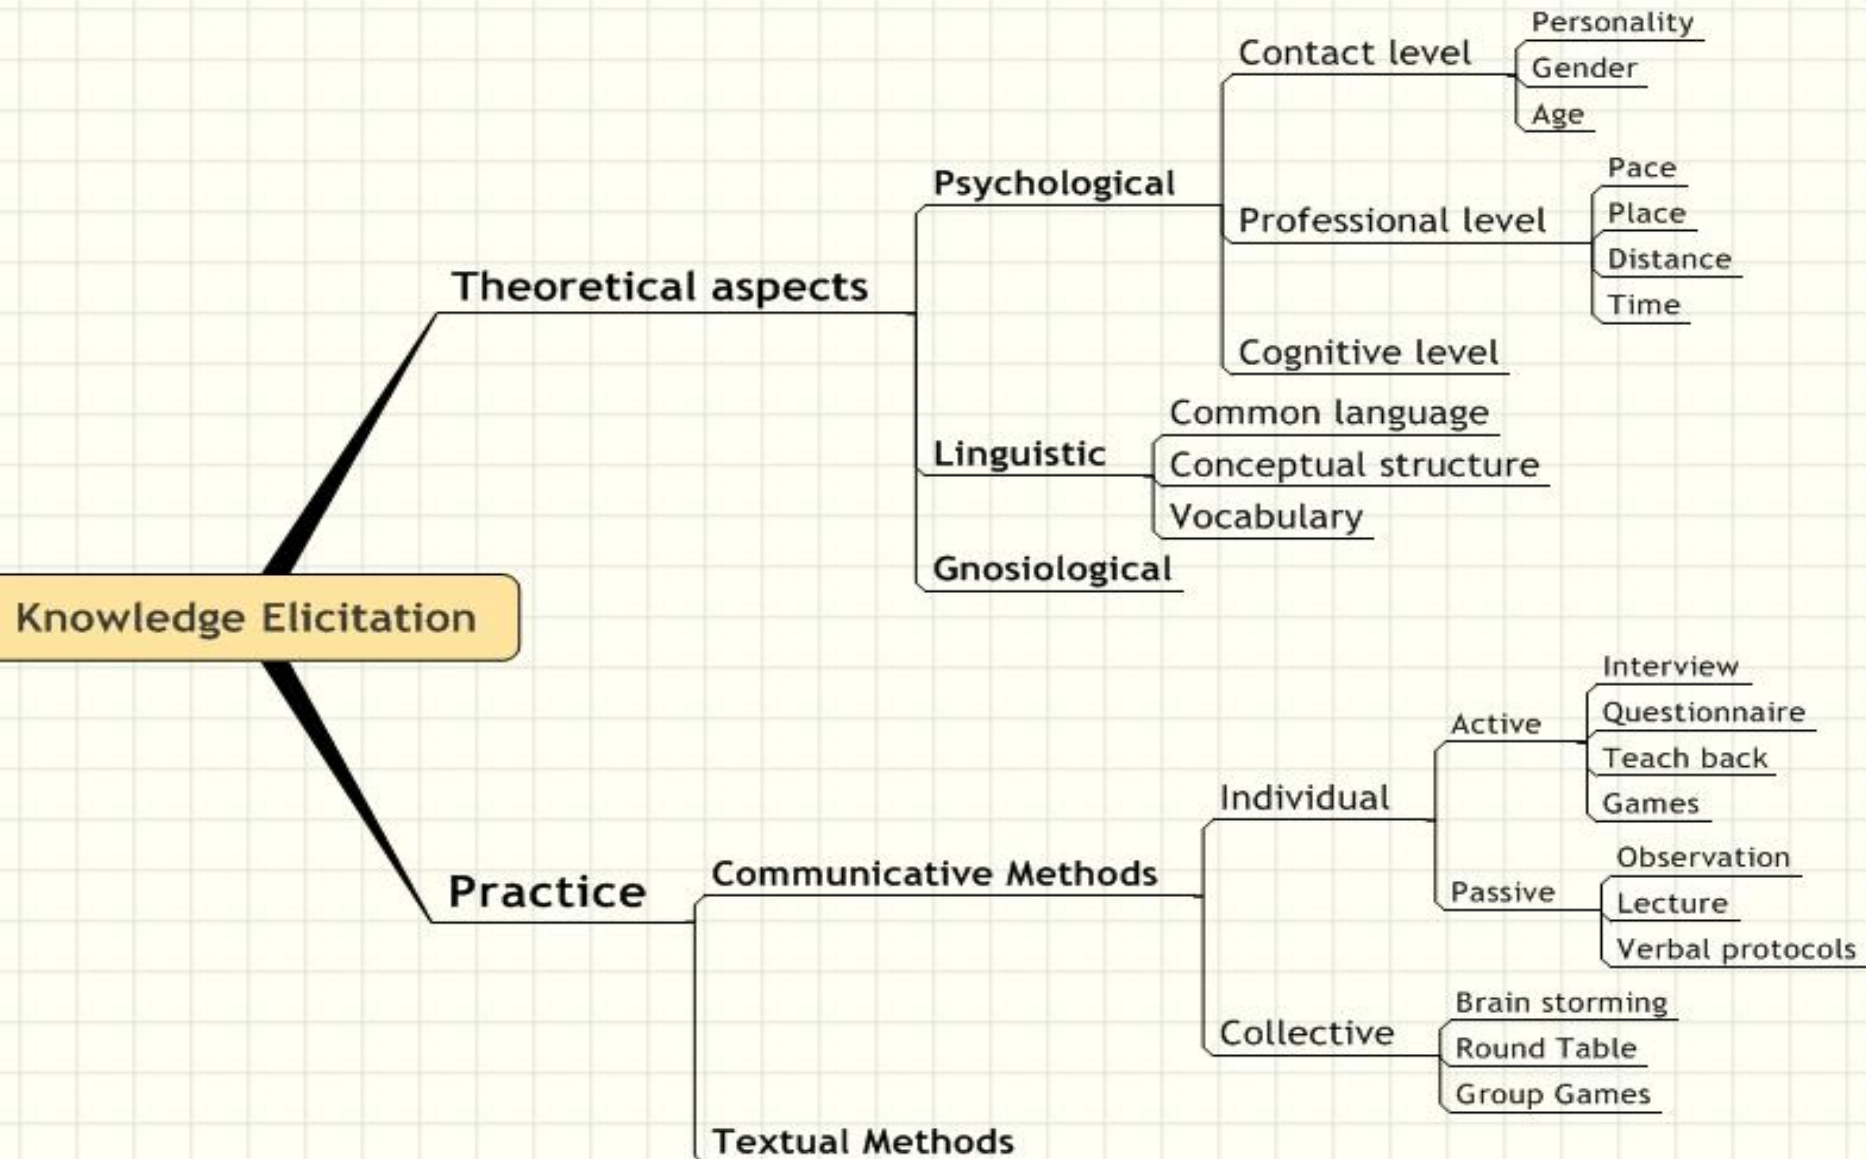 Knowledge Elicitation
Theoretical aspects
Psychological
Contact level
Personality
Gender
Age
Professional level
Pace
Place
Distance
Time
Cognitive level
Linguistic
Common language
Conceptual structure
Vocabulary
Gnosiological
Practice
Communicative Methods
Individual
Active
Interview
Questionnaire
Teach back
Games
Passive
Observation
Lecture
Verbal protocols
Collective
Brain storming
Round Table
Group Games
Textual Methods